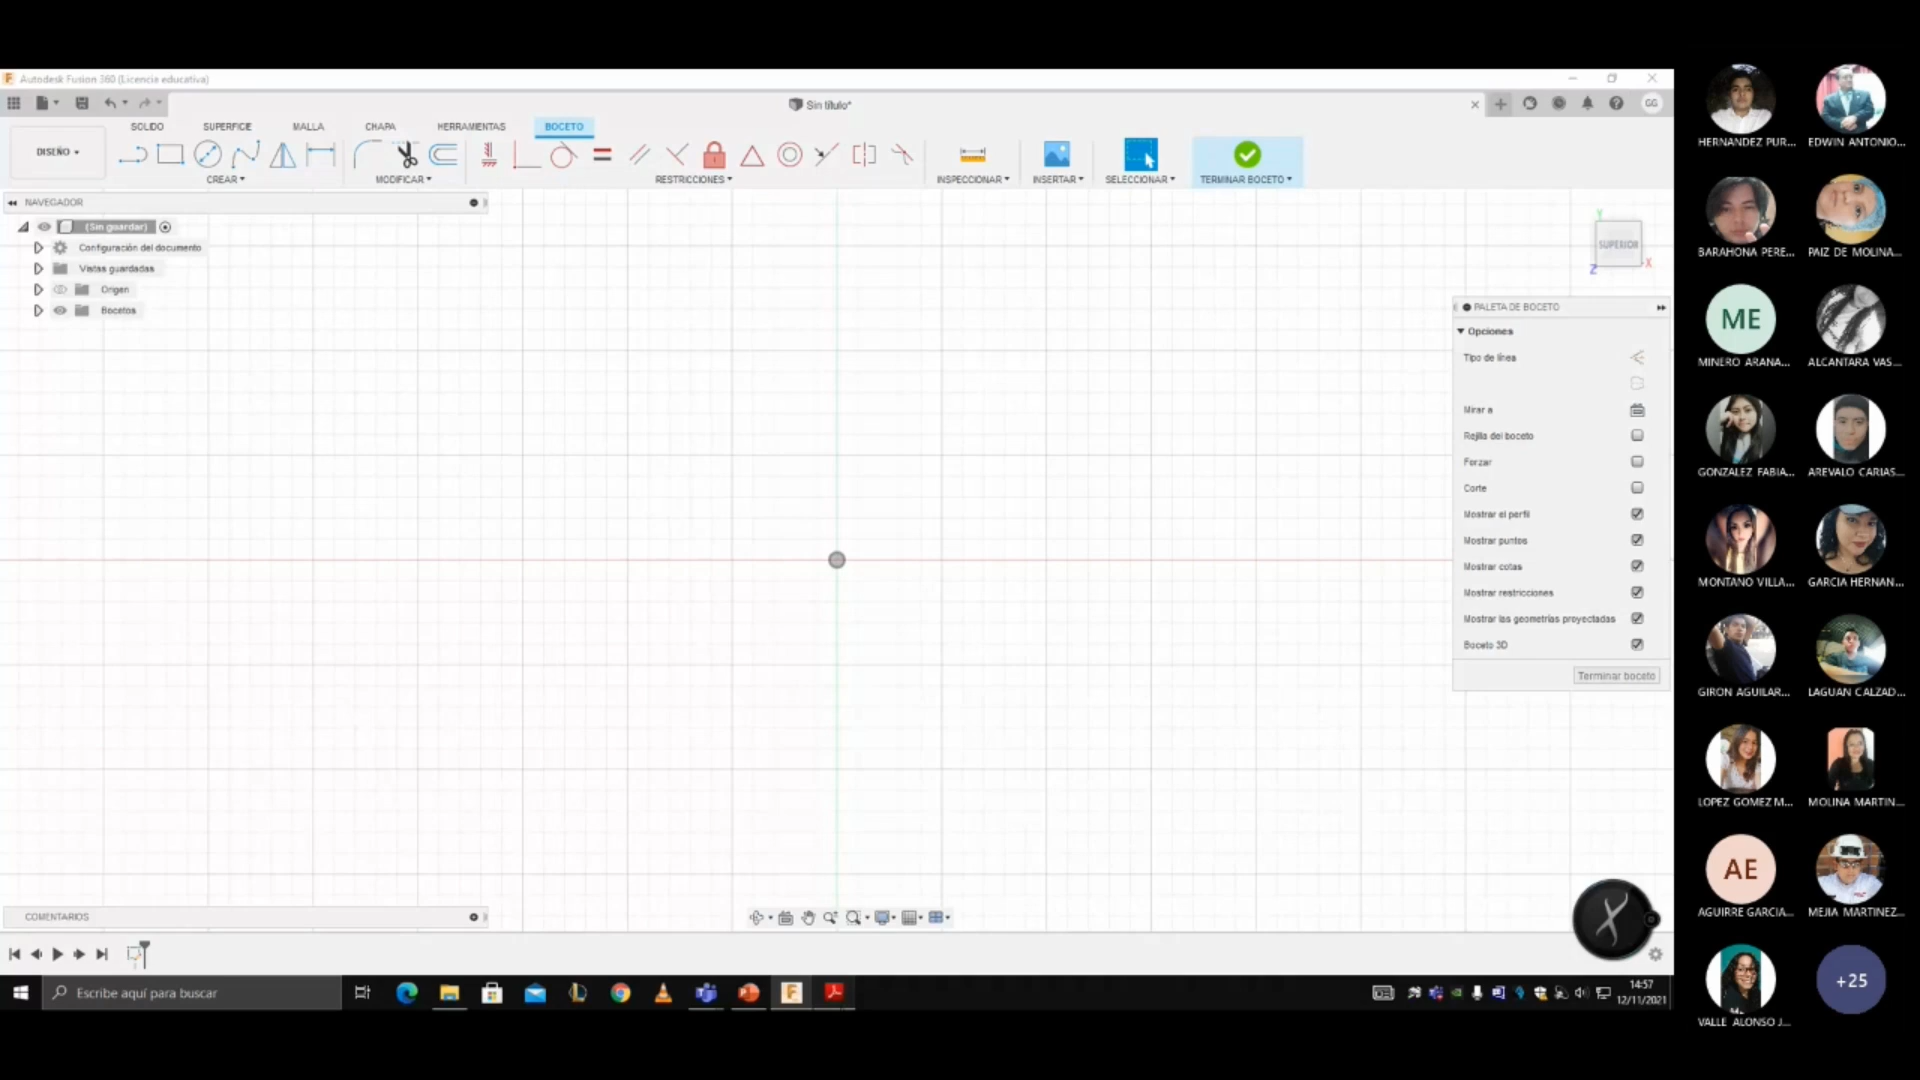 Autodesk Fusion 360 (Licencia educativa)
Sin título*
GG
SOLIDO
SUPERFICIE
MALLA
CHAPA
HERRAMIENTAS
BOCETO
DISEÑO
CREAR
MODIFICAR
RESTRICCIONES
INSPECCIONAR
INSERTAR
SELECCIONAR
TERMINAR BOCETO
NAVEGADOR
(Sin guardar)
Configuración del documento
Vistas guardadas
Origen
Bocetos
Y
SUPERIOR
Z
X
PALETA DE BOCETO
Opciones
Tipo de línea
Mirar a
Rejilla del boceto
Forzar
Corte
Mostrar el perfil
Mostrar puntos
Mostrar cotas
Mostrar restricciones
Mostrar las geometrías proyectadas
Boceto 3D
Terminar boceto
COMENTARIOS
Escribe aquí para buscar
14:57
12/11/2021
HERNANDEZ PUR...
EDWIN ANTONIO...
BARAHONA PERE...
PAIZ DE MOLINA...
ME
MINERO ARANA...
ALCANTARA VAS...
GONZALEZ FABIA...
AREVALO CARIAS...
MONTANO VILLA...
GARCIA HERNAN...
GIRON AGUILAR...
LAGUAN CALZAD...
LOPEZ GOMEZ M...
MOLINA MARTIN...
AE
AGUIRRE GARCIA...
MEJIA MARTINEZ...
VALLE ALONSO J...
+25